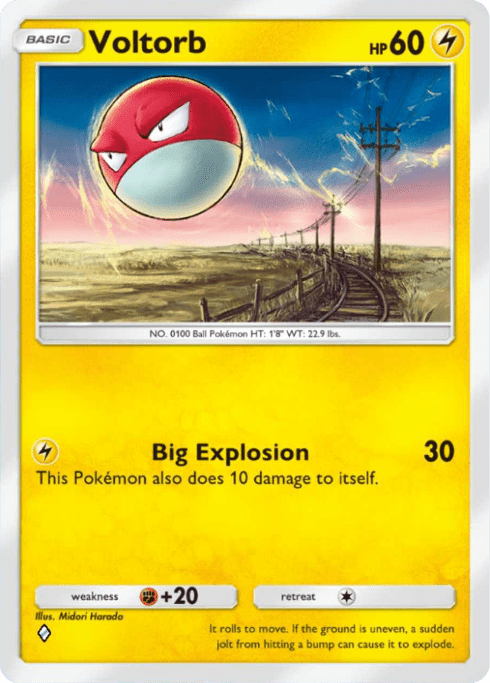 BASIC Voltorb HP60
NO. 0100 Ball Pokémon HT: 1'8" WT: 22.9 lbs.
Big Explosion 30
This Pokémon also does 10 damage to itself.
weakness +20 retreat
Illus. Midori Harada
It rolls to move. If the ground is uneven, a sudden
jolt from hitting a bump can cause it to explode.